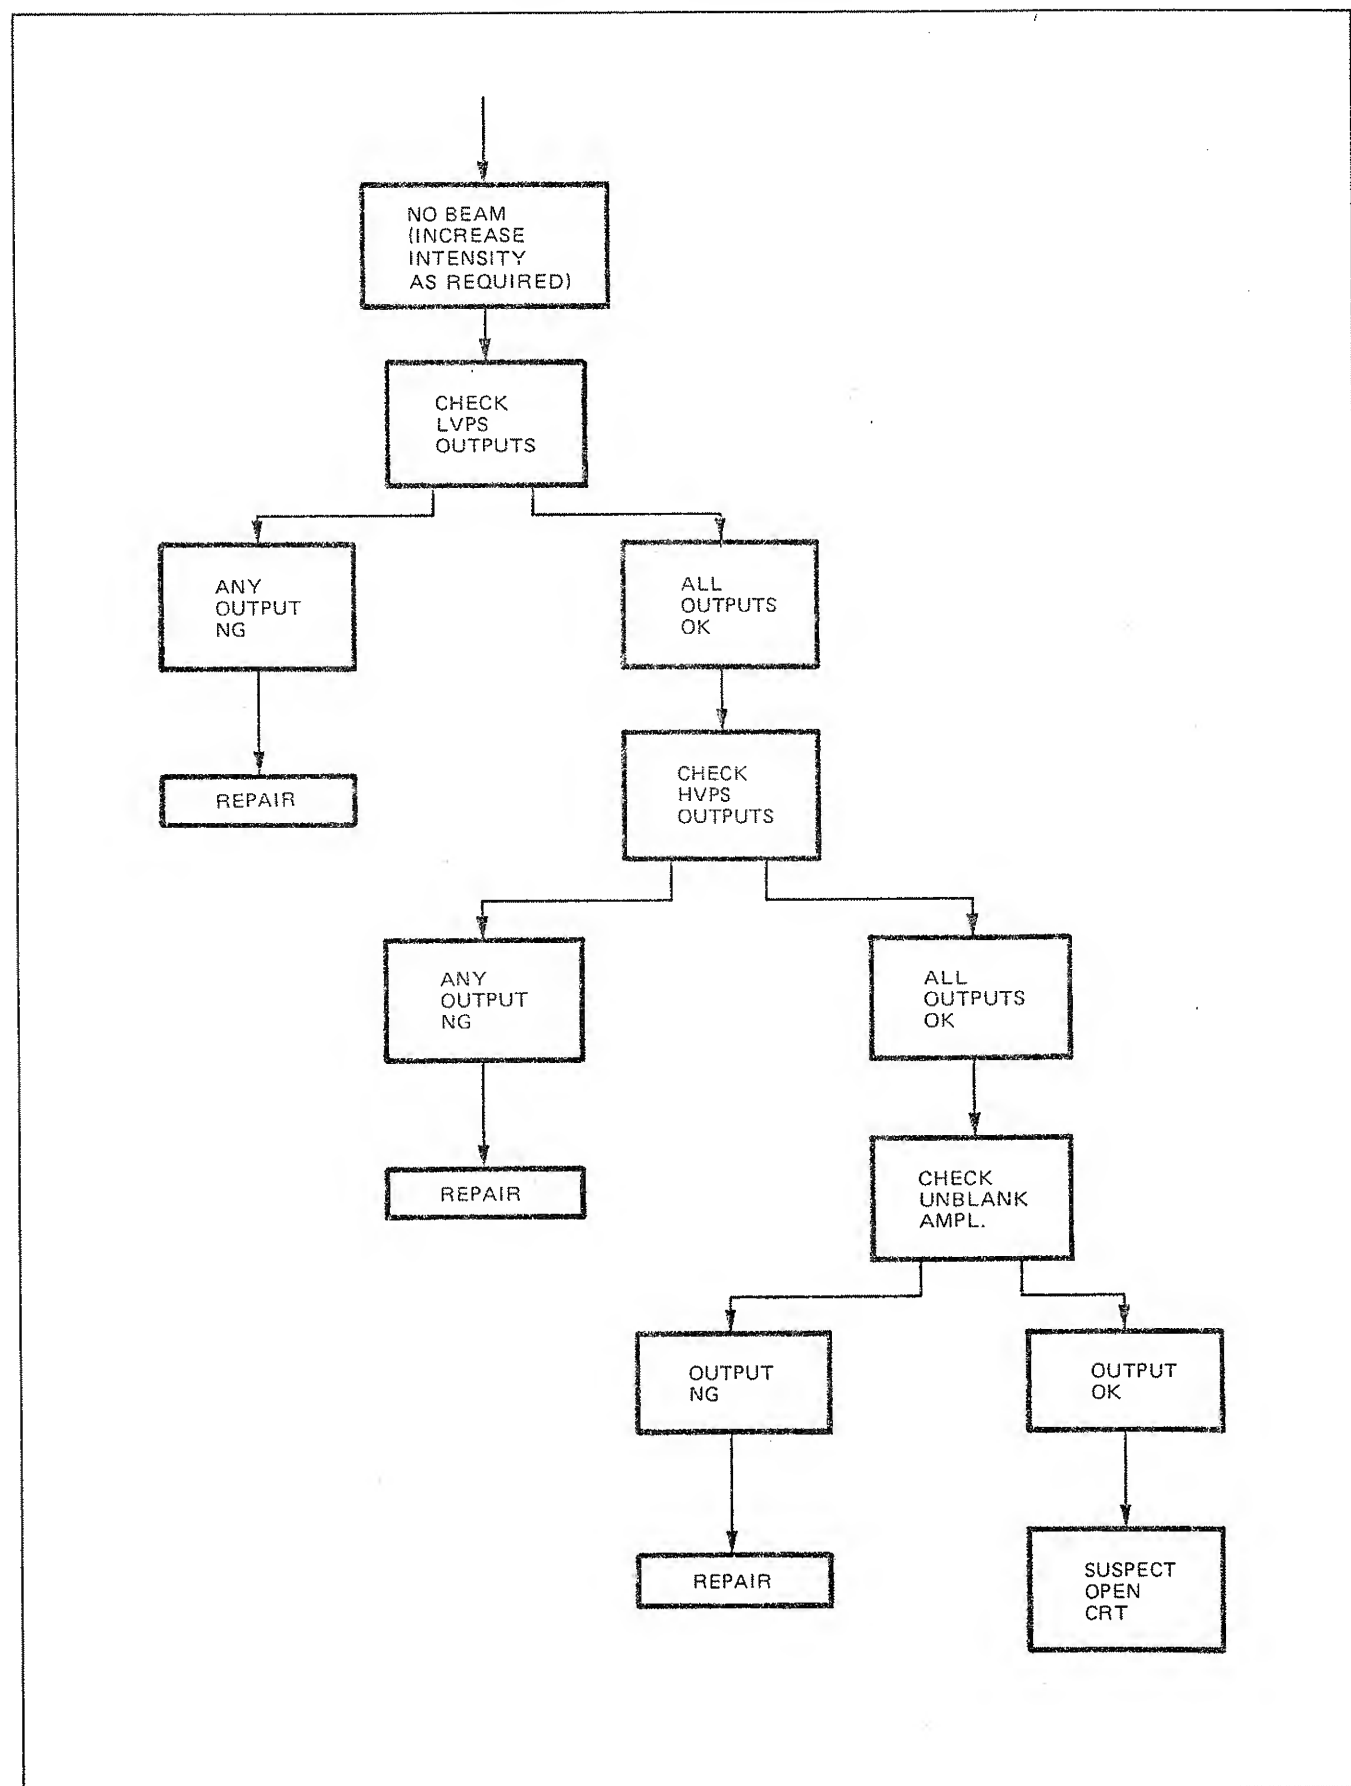 NO BEAM
(INCREASE
INTENSITY
AS REQUIRED)
CHECK
LVPS
OUTPUTS
ANY
OUTPUT
NG
ALL
OUTPUTS
OK
REPAIR
CHECK
HVPS
OUTPUTS
ANY
OUTPUT
NG
ALL
OUTPUTS
OK
REPAIR
CHECK
UNBLANK
AMPL.
OUTPUT
NG
OUTPUT
OK
REPAIR
SUSPECT
OPEN
CRT